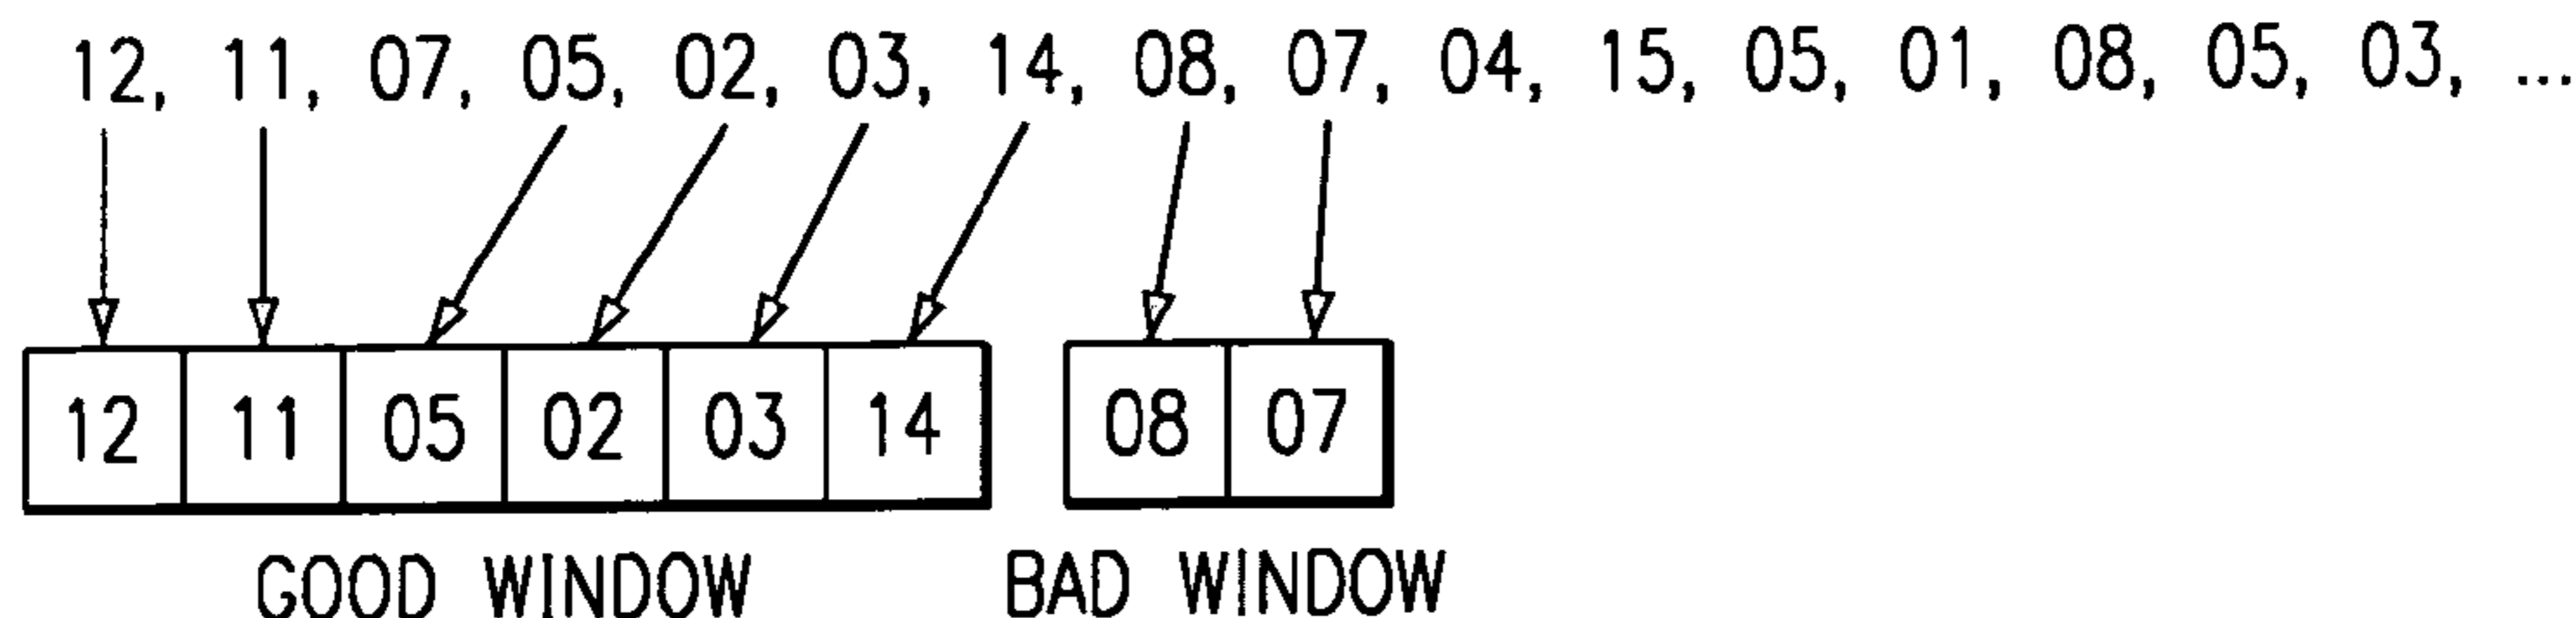 12, 11, 07, 05, 02, 03, 14, 08, 07, 04, 15, 05, 01, 08, 05, 03, ...
12 11 05 02 03 14 08 07
GOOD WINDOW BAD WINDOW